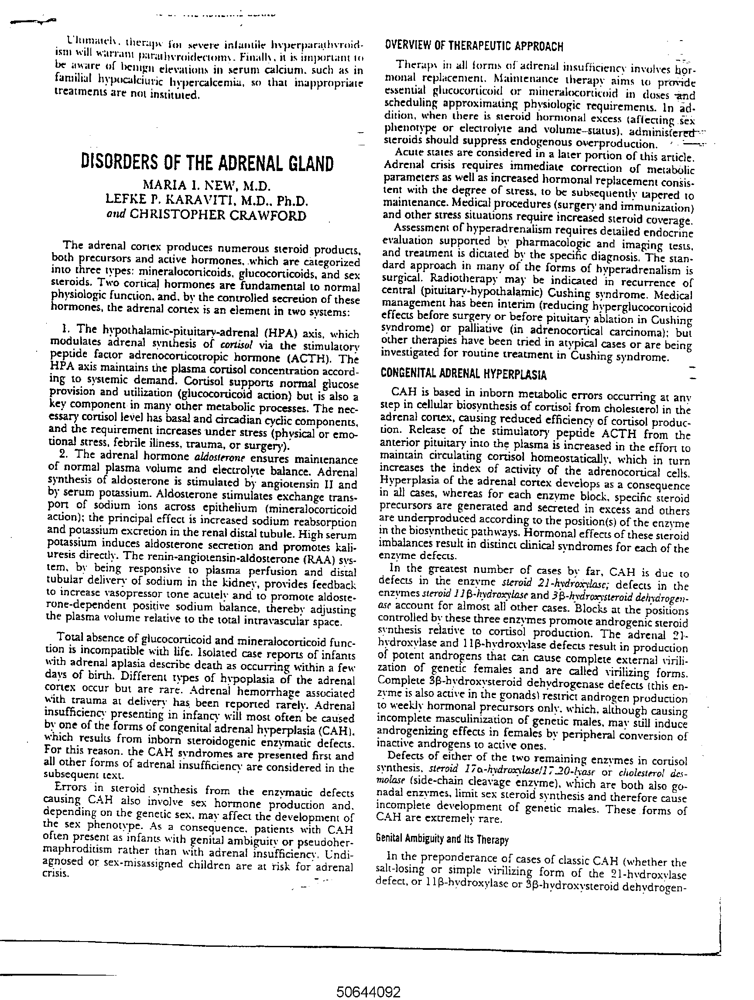 Ultimately, therapy for severe infantile hyperparathyroid-
ism will warrant parathyroidectomy. Finally, it is important to
be aware of benign elevations in serum calcium, such as in
familial hypocalciuric hypercalcemia, so that inappropriate
treatments are not instituted.
DISORDERS OF THE ADRENAL GLAND
MARIA I. NEW, M.D.
LEFKE P. KARAVITI, M.D., Ph.D.
and CHRISTOPHER CRAWFORD
The adrenal cortex produces numerous steroid products,
both precursors and active hormones, which are categorized
into three types: mineralocorticoids, glucocorticoids, and sex
steroids. Two cortical hormones are fundamental to normal
physiologic function, and, by the controlled secretion of these
hormones, the adrenal cortex is an element in two systems:
1. The hypothalamic-pituitary-adrenal (HPA) axis, which
modulates adrenal synthesis of cortisol via the stimulatory
peptide factor adrenocorticotropic hormone (ACTH). The
HPA axis maintains the plasma cortisol concentration accord-
ing to systemic demand. Cortisol supports normal glucose
provision and utilization (glucocorticoid action) but is also a
key component in many other metabolic processes. The nec-
essary cortisol level has basal and circadian cyclic components,
and the requirement increases under stress (physical or emo-
tional stress, febrile illness, trauma, or surgery).
2. The adrenal hormone aldosterone ensures maintenance
of normal plasma volume and electrolyte balance. Adrenal
synthesis of aldosterone is stimulated by angiotensin II and
by serum potassium. Aldosterone stimulates exchange trans-
port of sodium ions across epithelium (mineralocorticoid
action); the principal effect is increased sodium reabsorption
and potassium excretion in the renal distal tubule. High serum
potassium induces aldosterone secretion and promotes kali-
uresis directly. The renin-angiotensin-aldosterone (RAA) sys-
tem, by being responsive to plasma perfusion and distal
tubular delivery of sodium in the kidney, provides feedback
to increase vasopressor tone acutely and to promote aldoste-
rone-dependent positive sodium balance, thereby adjusting
the plasma volume relative to the total intravascular space.
Total absence of glucocorticoid and mineralocorticoid func-
tion is incompatible with life. Isolated case reports of infants
with adrenal aplasia describe death as occurring within a few
days of birth. Different types of hypoplasia of the adrenal
cortex occur but are rare. Adrenal hemorrhage associated
with trauma at delivery has been reported rarely. Adrenal
insufficiency presenting in infancy will most often be caused
by one of the forms of congenital adrenal hyperplasia (CAH),
which results from inborn steroidogenic enzymatic defects.
For this reason, the CAH syndromes are presented first and
all other forms of adrenal insufficiency are considered in the
subsequent text.
Errors in steroid synthesis from the enzymatic defects
causing CAH also involve sex hormone production and,
depending on the genetic sex, may affect the development of
the sex phenotype. As a consequence, patients with CAH
often present as infants with genital ambiguity or pseudoher-
maphroditism rather than with adrenal insufficiency. Undi-
agnosed or sex-misassigned children are at risk for adrenal
crisis.
OVERVIEW OF THERAPEUTIC APPROACH
Therapy in all forms of adrenal insufficiency involves hor-
monal replacement. Maintenance therapy aims to provide
essential glucocorticoid or mineralocorticoid in doses and
scheduling approximating physiologic requirements. In ad-
dition, when there is steroid hormonal excess (affecting sex
phenotype or electrolyte and volume-status), administered
steroids should suppress endogenous overproduction.
Acute states are considered in a later portion of this article.
Adrenal crisis requires immediate correction of metabolic
parameters as well as increased hormonal replacement consis-
tent with the degree of stress, to be subsequently tapered to
maintenance. Medical procedures (surgery and immunization)
and other stress situations require increased steroid coverage.
Assessment of hyperadrenalism requires detailed endocrine
evaluation supported by pharmacologic and imaging tests,
and treatment is dictated by the specific diagnosis. The stan-
dard approach in many of the forms of hyperadrenalism is
surgical. Radiotherapy may be indicated in recurrence of
central (pituitary-hypothalamic) Cushing syndrome. Medical
management has been interim (reducing hyperglucocorticoid
effects before surgery or before pituitary ablation in Cushing
syndrome) or palliative (in adrenocortical carcinoma); but
other therapies have been tried in atypical cases or are being
investigated for routine treatment in Cushing syndrome.
CONGENITAL ADRENAL HYPERPLASIA
CAH is based in inborn metabolic errors occurring at any
step in cellular biosynthesis of cortisol from cholesterol in the
adrenal cortex, causing reduced efficiency of cortisol produc-
tion. Release of the stimulatory peptide ACTH from the
anterior pituitary into the plasma is increased in the effort to
maintain circulating cortisol homeostatically, which in turn
increases the index of activity of the adrenocortical cells.
Hyperplasia of the adrenal cortex develops as a consequence
in all cases, whereas for each enzyme block, specific steroid
precursors are generated and secreted in excess and others
are underproduced according to the position(s) of the enzyme
in the biosynthetic pathways. Hormonal effects of these steroid
imbalances result in distinct clinical syndromes for each of the
enzyme defects.
In the greatest number of cases by far, CAH is due to
defects in the enzyme steroid 21-hydroxylase; defects in the
enzymes steroid 11β-hydroxylase and 3β-hydroxysteroid dehydrogen-
ase account for almost all other cases. Blocks at the positions
controlled by these three enzymes promote androgenic steroid
synthesis relative to cortisol production. The adrenal 21-
hydroxylase and 11β-hydroxylase defects result in production
of potent androgens that can cause complete external virili-
zation of genetic females and are called virilizing forms.
Complete 3β-hydroxysteroid dehydrogenase defects (this en-
zyme is also active in the gonads) restrict androgen production
to weekly hormonal precursors only, which, although causing
incomplete masculinization of genetic males, may still induce
androgenizing effects in females by peripheral conversion of
inactive androgens to active ones.
Defects of either of the two remaining enzymes in cortisol
synthesis, steroid 17α-hydroxylase/17,20-lyase or cholesterol des-
molase (side-chain cleavage enzyme), which are both also go-
nadal enzymes, limit sex steroid synthesis and therefore cause
incomplete development of genetic males. These forms of
CAH are extremely rare.
Genital Ambiguity and Its Therapy
In the preponderance of cases of classic CAH (whether the
salt-losing or simple virilizing form of the 21-hydroxylase
defect, or 11β-hydroxylase or 3β-hydroxysteroid dehydrogen-
50644092